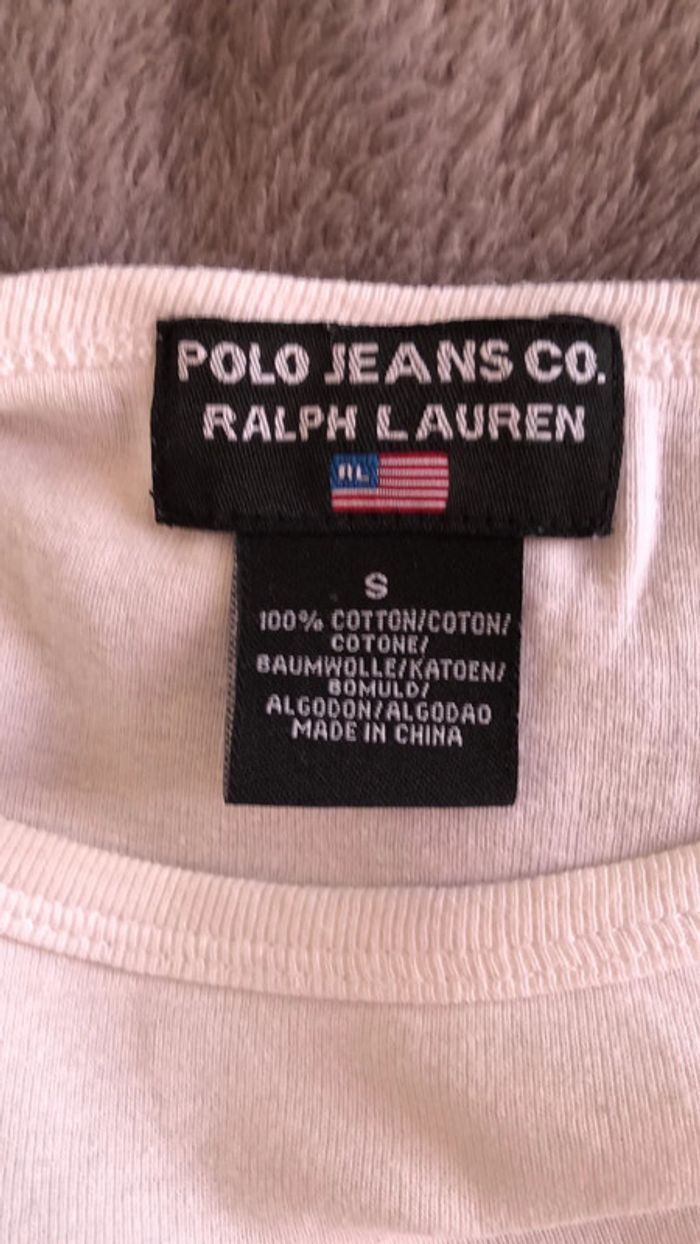 POLO JEANS CO.
RALPH LAUREN
RL
S
100% COTTON/COTON/
COTONE/
BAUMWOLLE/KATOEN/
BOMULD/
ALGODON/ALGODAO
MADE IN CHINA